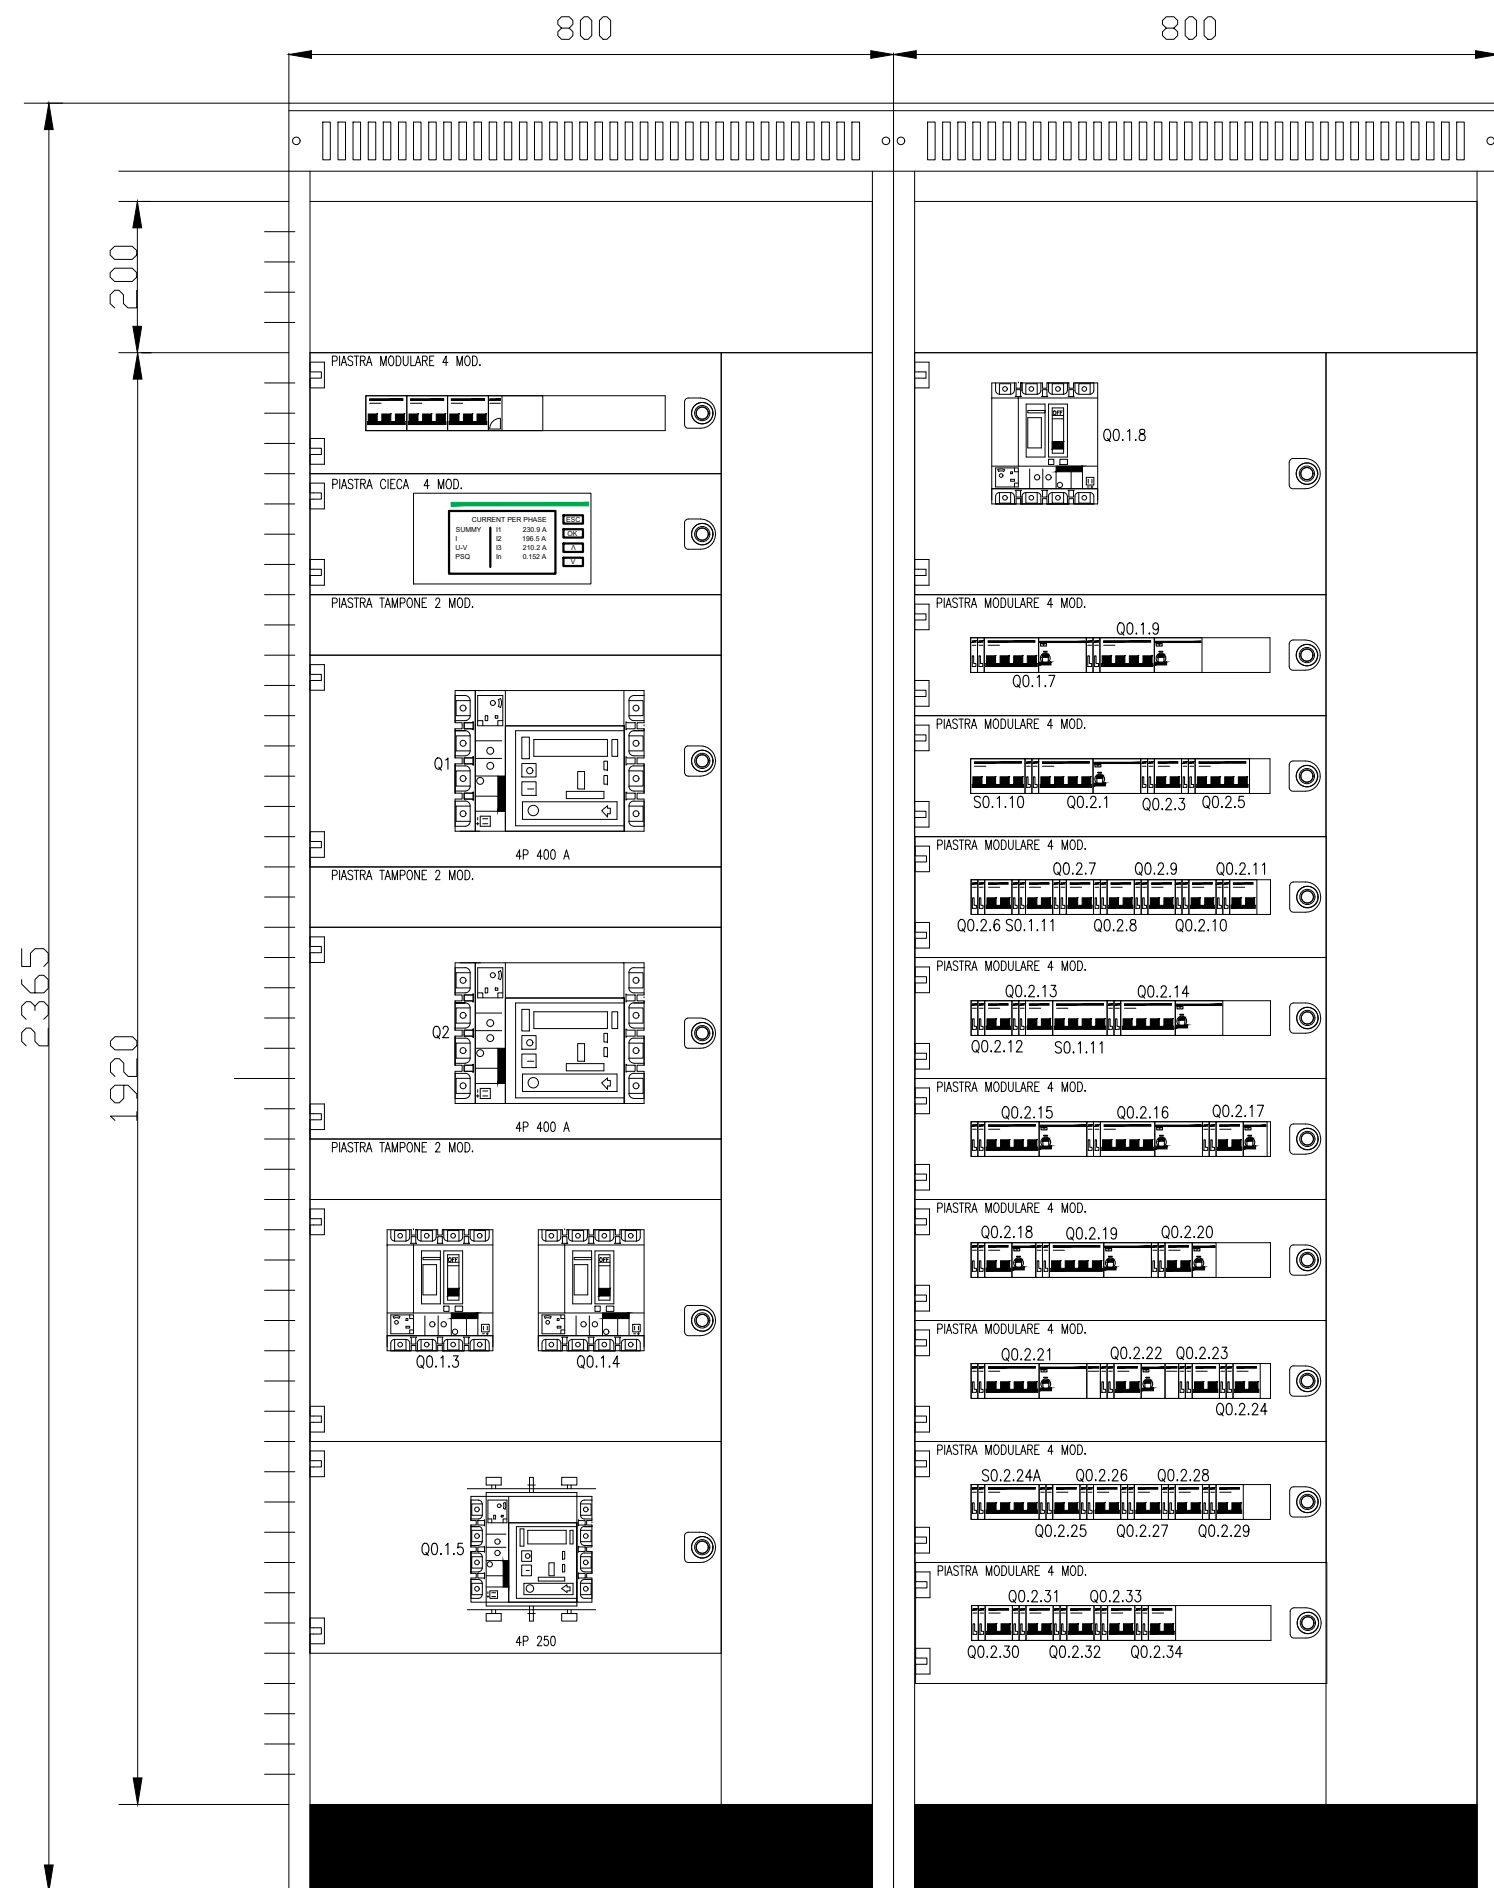 800
800
2365
200
1920
PIASTRA MODULARE 4 MOD.
PIASTRA CIECA 4 MOD.
CURRENT PER PHASE
SUMMY I1 230.9 A
I I2 196.5 A
U-V I3 210.2 A
PSQ In 0.152 A
ESC
OK
PIASTRA TAMPONE 2 MOD.
Q1
4P 400 A
PIASTRA TAMPONE 2 MOD.
Q2
4P 400 A
PIASTRA TAMPONE 2 MOD.
OFF
OFF
Q0.1.3
Q0.1.4
Q0.1.5
4P 250
OFF
Q0.1.8
PIASTRA MODULARE 4 MOD.
Q0.1.9
Q0.1.7
PIASTRA MODULARE 4 MOD.
S0.1.10 Q0.2.1 Q0.2.3 Q0.2.5
PIASTRA MODULARE 4 MOD.
Q0.2.7 Q0.2.9 Q0.2.11
Q0.2.6 S0.1.11 Q0.2.8 Q0.2.10
PIASTRA MODULARE 4 MOD.
Q0.2.13 Q0.2.14
Q0.2.12 S0.1.11
PIASTRA MODULARE 4 MOD.
Q0.2.15 Q0.2.16 Q0.2.17
PIASTRA MODULARE 4 MOD.
Q0.2.18 Q0.2.19 Q0.2.20
PIASTRA MODULARE 4 MOD.
Q0.2.21 Q0.2.22 Q0.2.23
Q0.2.24
PIASTRA MODULARE 4 MOD.
S0.2.24A Q0.2.26 Q0.2.28
Q0.2.25 Q0.2.27 Q0.2.29
PIASTRA MODULARE 4 MOD.
Q0.2.31 Q0.2.33
Q0.2.30 Q0.2.32 Q0.2.34